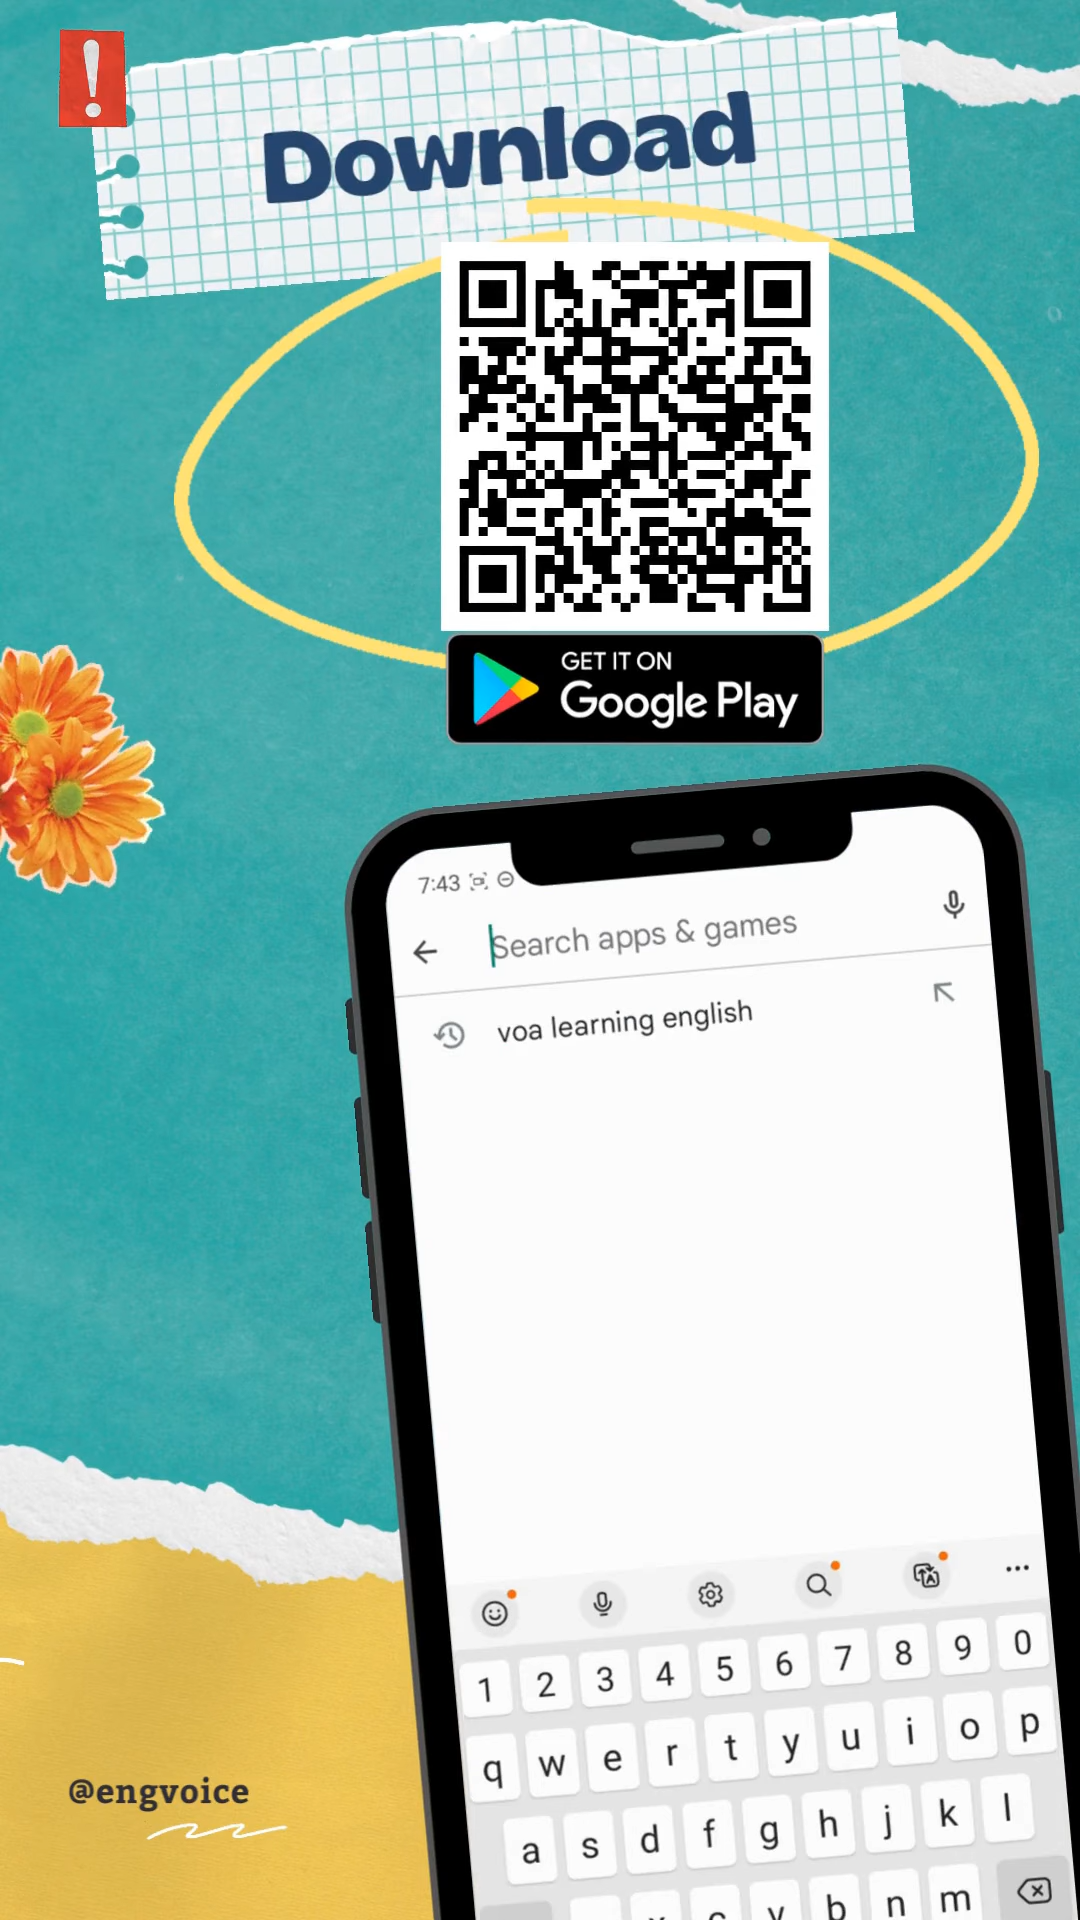 !
Download
GET IT ON
Google Play
7:43
Search apps & games
voa learning english
1 2 3 4 5 6 7 8 9 0
q w e r t y u i o p
a s d f g h j k l
x c v b n m
@engvoice